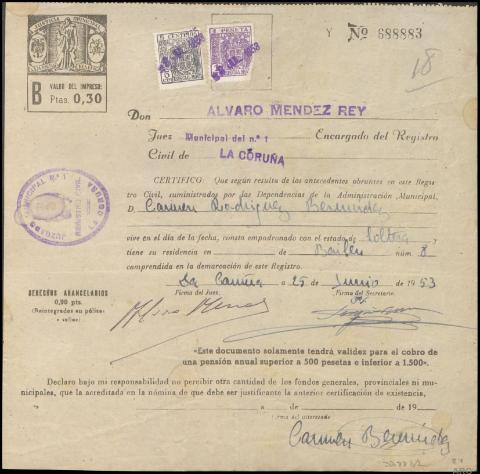 JUSTICIA MUNICIPAL
B VALOR DEL IMPRESO:
Ptas. 0,30
Y Nº 688883
18
Don ALVARO MENDEZ REY
Juez Municipal del n.º 1 Encargado del Registro
Civil de LA CORUÑA
CERTIFICO: Que según resulta de los antecedentes obrantes en este Regis-
tro Civil, suministrados por las Dependencias de la Administración Municipal,
D. Carmen Rodríguez Bermúdez
vive en el día de la fecha, consta empadronado con el estado de Soltera,
tiene su residencia en de Bailén núm 8
comprendida en la demarcación de este Registro.
La Coruña a 25 de Junio de 1953
Firma del Juez, Firma del Secretario,
DERECHOS ARANCELARIOS
0,90 pts.
(Reintegradas en póliza
«Este documento solamente tendrá validez para el cobro de
una pensión anual superior a 500 pesetas e inferior a 1.500».
Declaro bajo mi responsabilidad no percibir otra cantidad de los fondos generales, provinciales ni mu-
nicipales, que la acreditada en la nómina de que debe ser justificante la anterior certificación de existencia,
a de de 19
Firma del interesado
Carmen Bermúdez